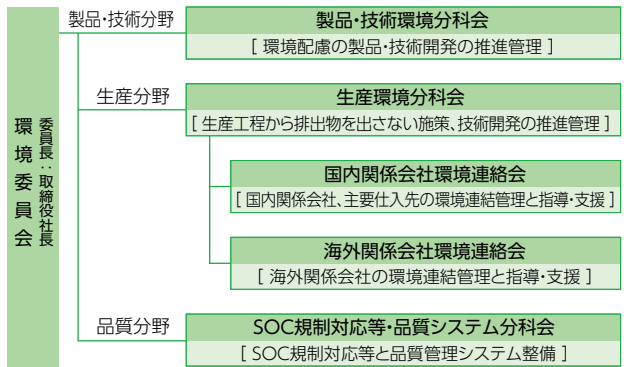 環境委員会
委員長：取締役社長
製品・技術分野
製品・技術環境分科会
[ 環境配慮の製品・技術開発の推進管理 ]
生産分野
生産環境分科会
[ 生産工程から排出物を出さない施策、技術開発の推進管理 ]
国内関係会社環境連絡会
[ 国内関係会社、主要仕入先の環境連結管理と指導・支援 ]
海外関係会社環境連絡会
[ 海外関係会社の環境連結管理と指導・支援 ]
品質分野
SOC規制対応等・品質システム分科会
[ SOC規制対応等と品質管理システム整備 ]